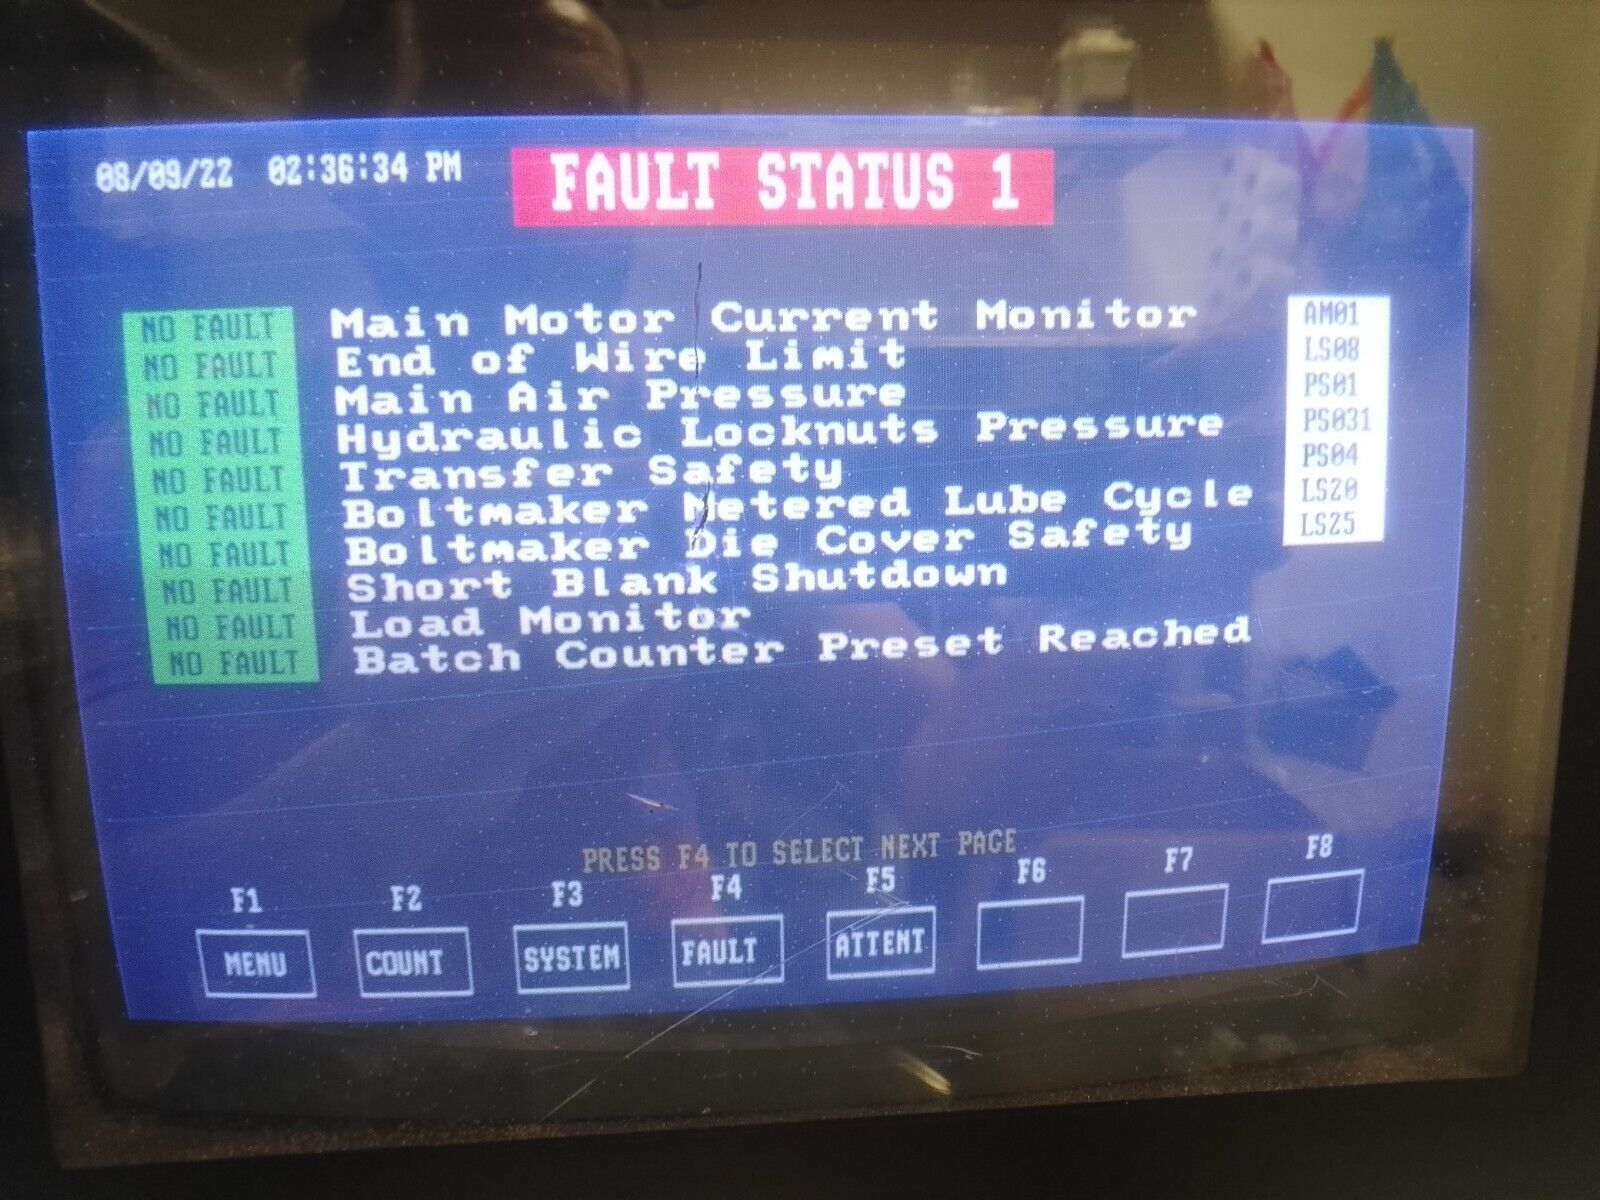 08/09/22 02:36:34 PM FAULT STATUS 1
NO FAULT Main Motor Current Monitor AM01
NO FAULT End of Wire Limit LS08
NO FAULT Main Air Pressure PS01
NO FAULT Hydraulic Locknuts Pressure PS031
NO FAULT Transfer Safety PS04
NO FAULT Boltmaker Metered Lube Cycle LS20
NO FAULT Boltmaker Die Cover Safety LS25
NO FAULT Short Blank Shutdown
NO FAULT Load Monitor
NO FAULT Batch Counter Preset Reached
PRESS F4 TO SELECT NEXT PAGE
F1 F2 F3 F4 F5 F6 F7 F8
MENU COUNT SYSTEM FAULT ATTENT